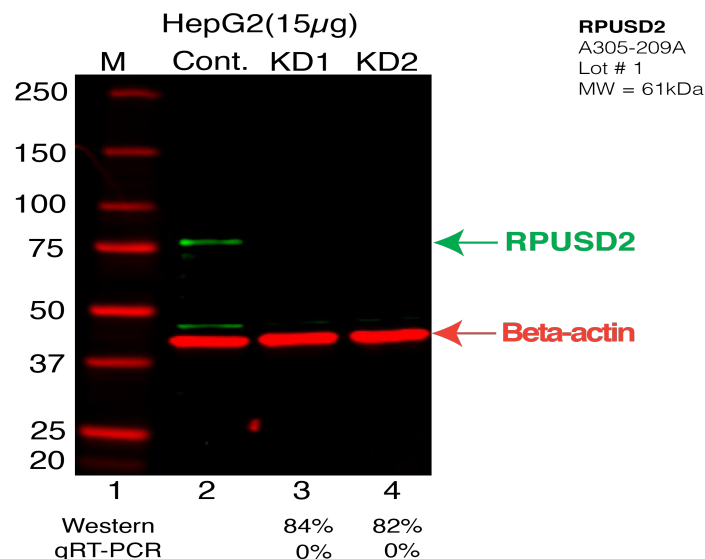 HepG2(15µg)
M Cont. KD1 KD2
RPUSD2
A305-209A
Lot # 1
MW = 61kDa
250
150
100
75
50
37
25
20
RPUSD2
Beta-actin
1 2 3 4
Western 84% 82%
qRT-PCR 0% 0%